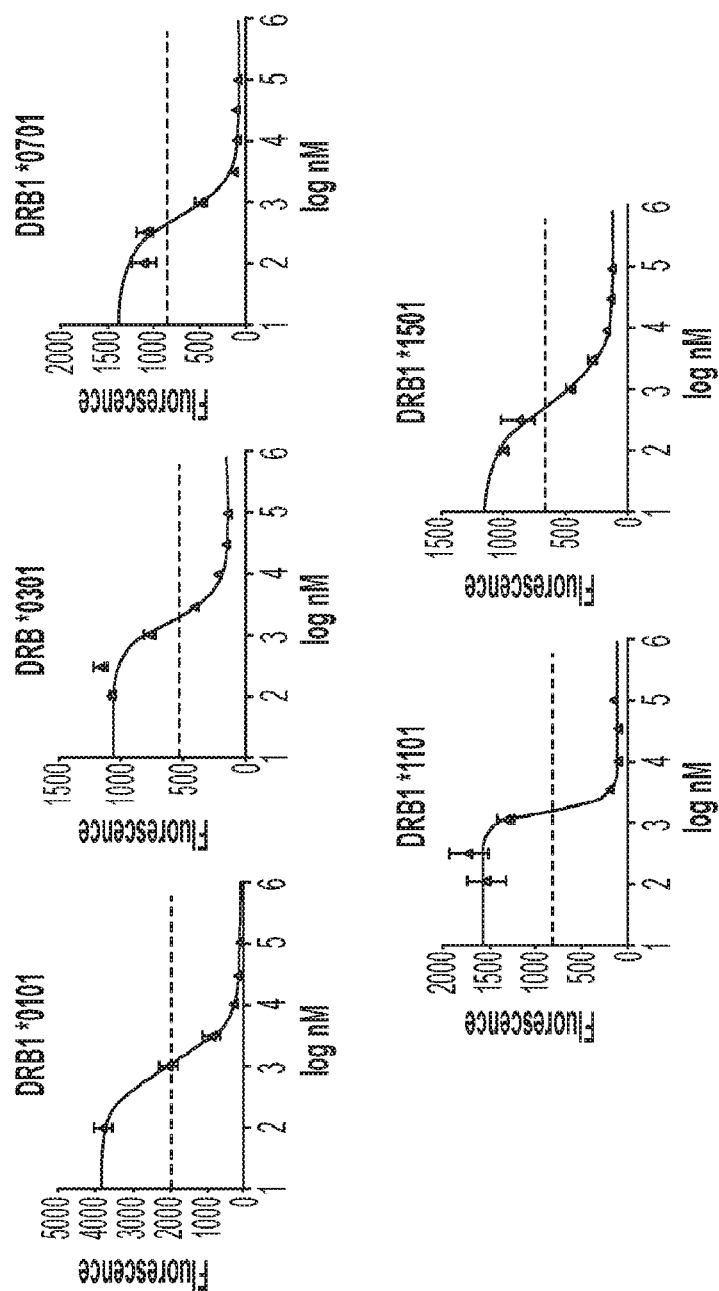 DRB1 *0101
Fluorescence
5000
4000
3000
2000
1000
0
1 2 3 4 5 6
log nM
DRB *0301
Fluorescence
1500
1000
500
0
1 2 3 4 5 6
log nM
DRB1 *0701
Fluorescence
2000
1500
1000
500
0
1 2 3 4 5 6
log nM
DRB1 *1101
Fluorescence
2000
1500
1000
500
0
1 2 3 4 5 6
log nM
DRB1 *1501
Fluorescence
1500
1000
500
0
1 2 3 4 5 6
log nM